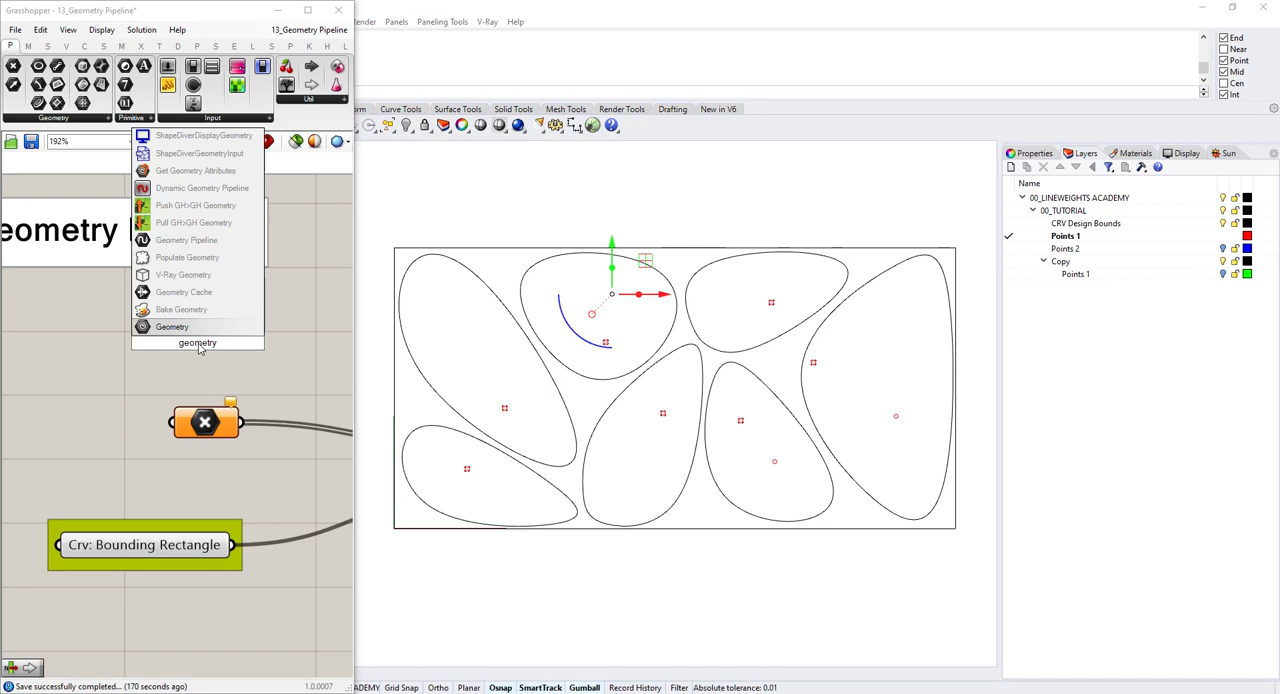 Grasshopper - 13_Geometry Pipeline*
File Edit View Display Solution Help 13_Geometry Pipeline
P M S V C S M X T D P R K S E L S P K H L
Geometry Primitive Input Util
192%
eometry
ShapeDiverDisplayGeometry
ShapeDiverGeometryInput
Get Geometry Attributes
Dynamic Geometry Pipeline
Push GH>GH Geometry
Pull GH>GH Geometry
Geometry Pipeline
Populate Geometry
V-Ray Geometry
Geometry Cache
Bake Geometry
Geometry
geometry
Crv: Bounding Rectangle
Save successfully completed... (170 seconds ago) 1.0.0007
Render Panels Paneling Tools V-Ray Help
End
Near
Point
Mid
Cen
Int
orm Curve Tools Surface Tools Solid Tools Mesh Tools Render Tools Drafting New in V6
Properties Layers Materials Display Sun
Name
00_LINEWEIGHTS ACADEMY
00_TUTORIAL
CRV Design Bounds
Points 1
Points 2
Copy
Points 1
ADEMY Grid Snap Ortho Planar Osnap SmartTrack Gumball Record History Filter Absolute tolerance: 0.01